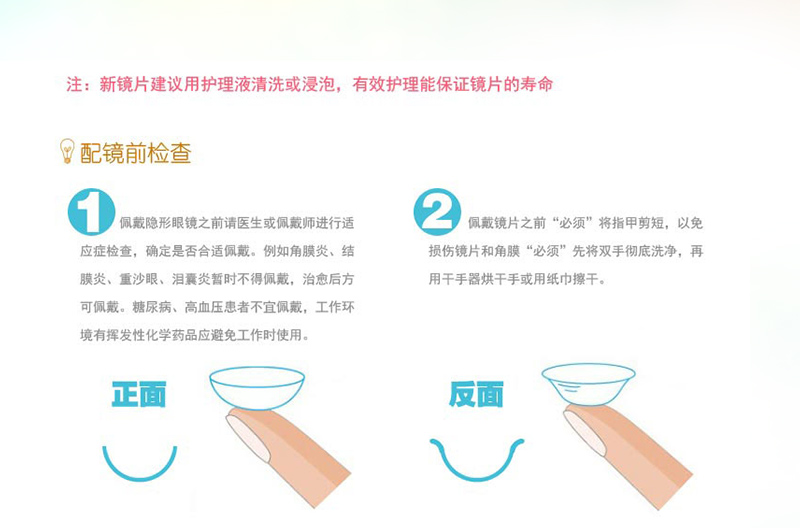 注：新镜片建议用护理液清洗或浸泡，有效护理能保证镜片的寿命
配镜前检查
1 佩戴隐形眼镜之前请医生或佩戴师进行适
应症检查，确定是否合适佩戴。例如角膜炎、结
膜炎、重沙眼、泪囊炎暂时不得佩戴，治愈后方
可佩戴。糖尿病、高血压患者不宜佩戴，工作环
境有挥发性化学药品应避免工作时使用。
2 佩戴镜片之前“必须”将指甲剪短，以免
损伤镜片和角膜“必须”先将双手彻底洗净，再
用干手器烘干手或用纸巾擦干。
正面
反面